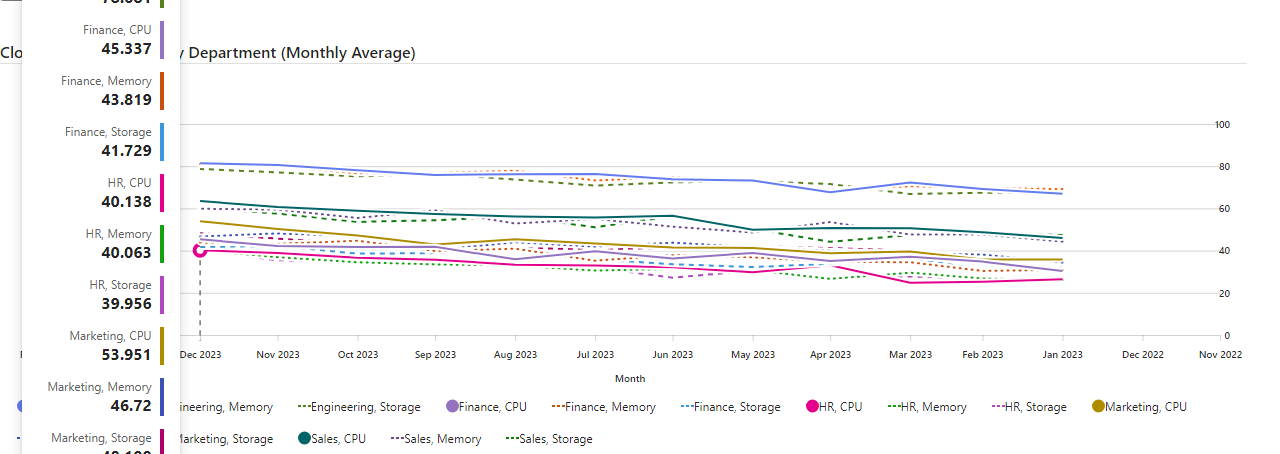 Finance, CPU
45.337
Clo
y Department (Monthly Average)
Finance, Memory
43.819
100
Finance, Storage
41.729
80
HR, CPU
40.138
60
HR, Memory
40.063
40
HR, Storage
39.956
20
Marketing, CPU
53.951
0
Dec 2023 Nov 2023 Oct 2023 Sep 2023 Aug 2023 Jul 2023 Jun 2023 May 2023 Apr 2023 Mar 2023 Feb 2023 Jan 2023 Dec 2022 Nov 2022
Month
Marketing, Memory
46.72
ineering, Memory Engineering, Storage Finance, CPU Finance, Memory Finance, Storage HR, CPU HR, Memory HR, Storage Marketing, CPU
Marketing, Storage
Marketing, Storage Sales, CPU Sales, Memory Sales, Storage